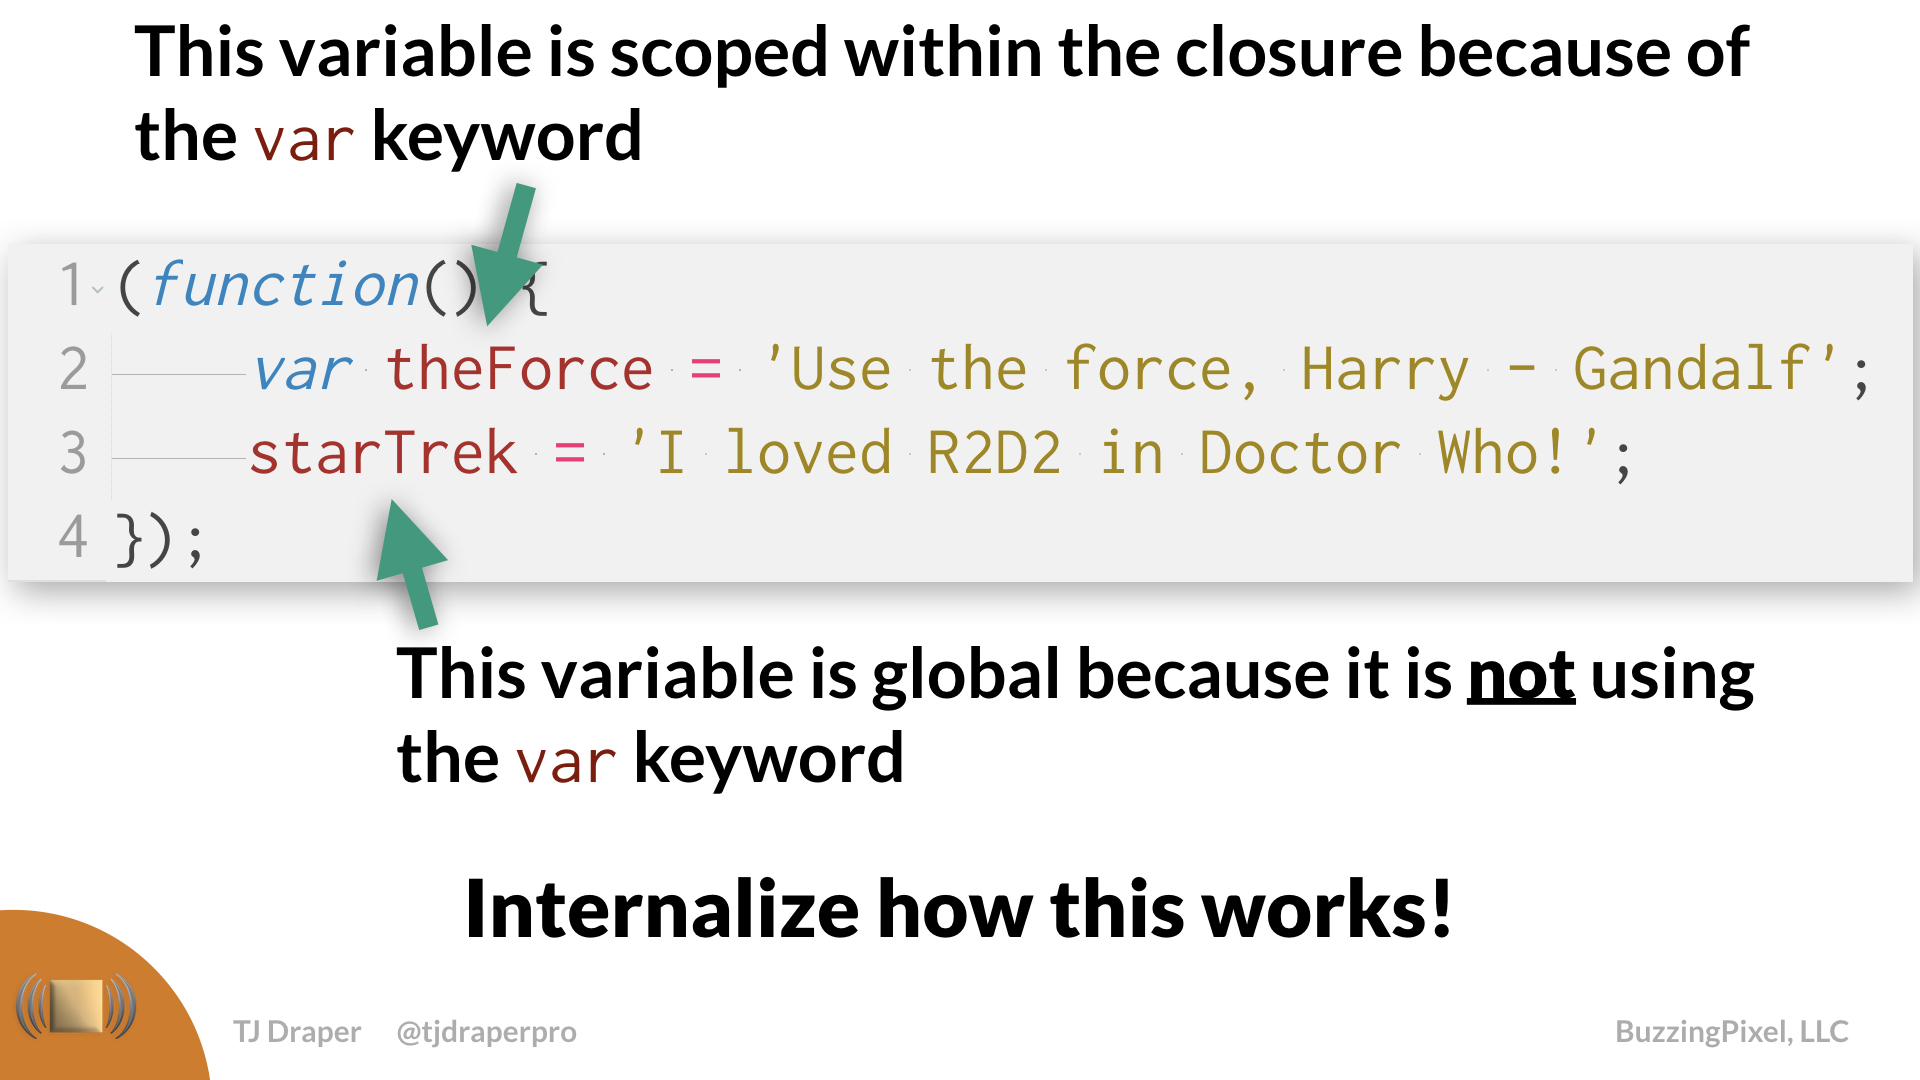 This variable is scoped within the closure because of
the var keyword
1 (function() {
2 var theForce = 'Use the force, Harry - Gandalf';
3 starTrek = 'I loved R2D2 in Doctor Who!';
4 });
This variable is global because it is not using
the var keyword
Internalize how this works!
TJ Draper @tjdraperpro BuzzingPixel, LLC